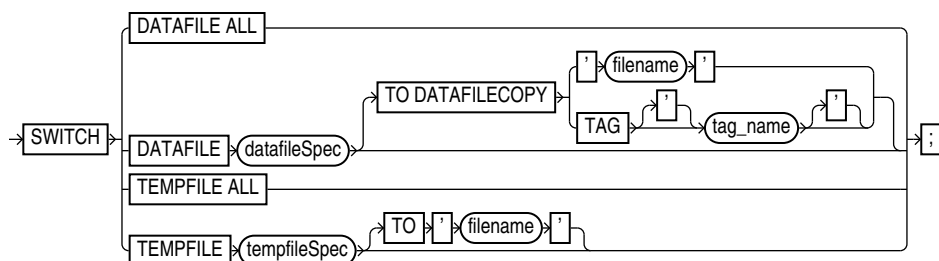 DATAFILE ALL
' filename '
TO DATAFILECOPY
' '
TAG tag_name
SWITCH ;
DATAFILE datafileSpec
TEMPFILE ALL
TO ' filename '
TEMPFILE tempfileSpec